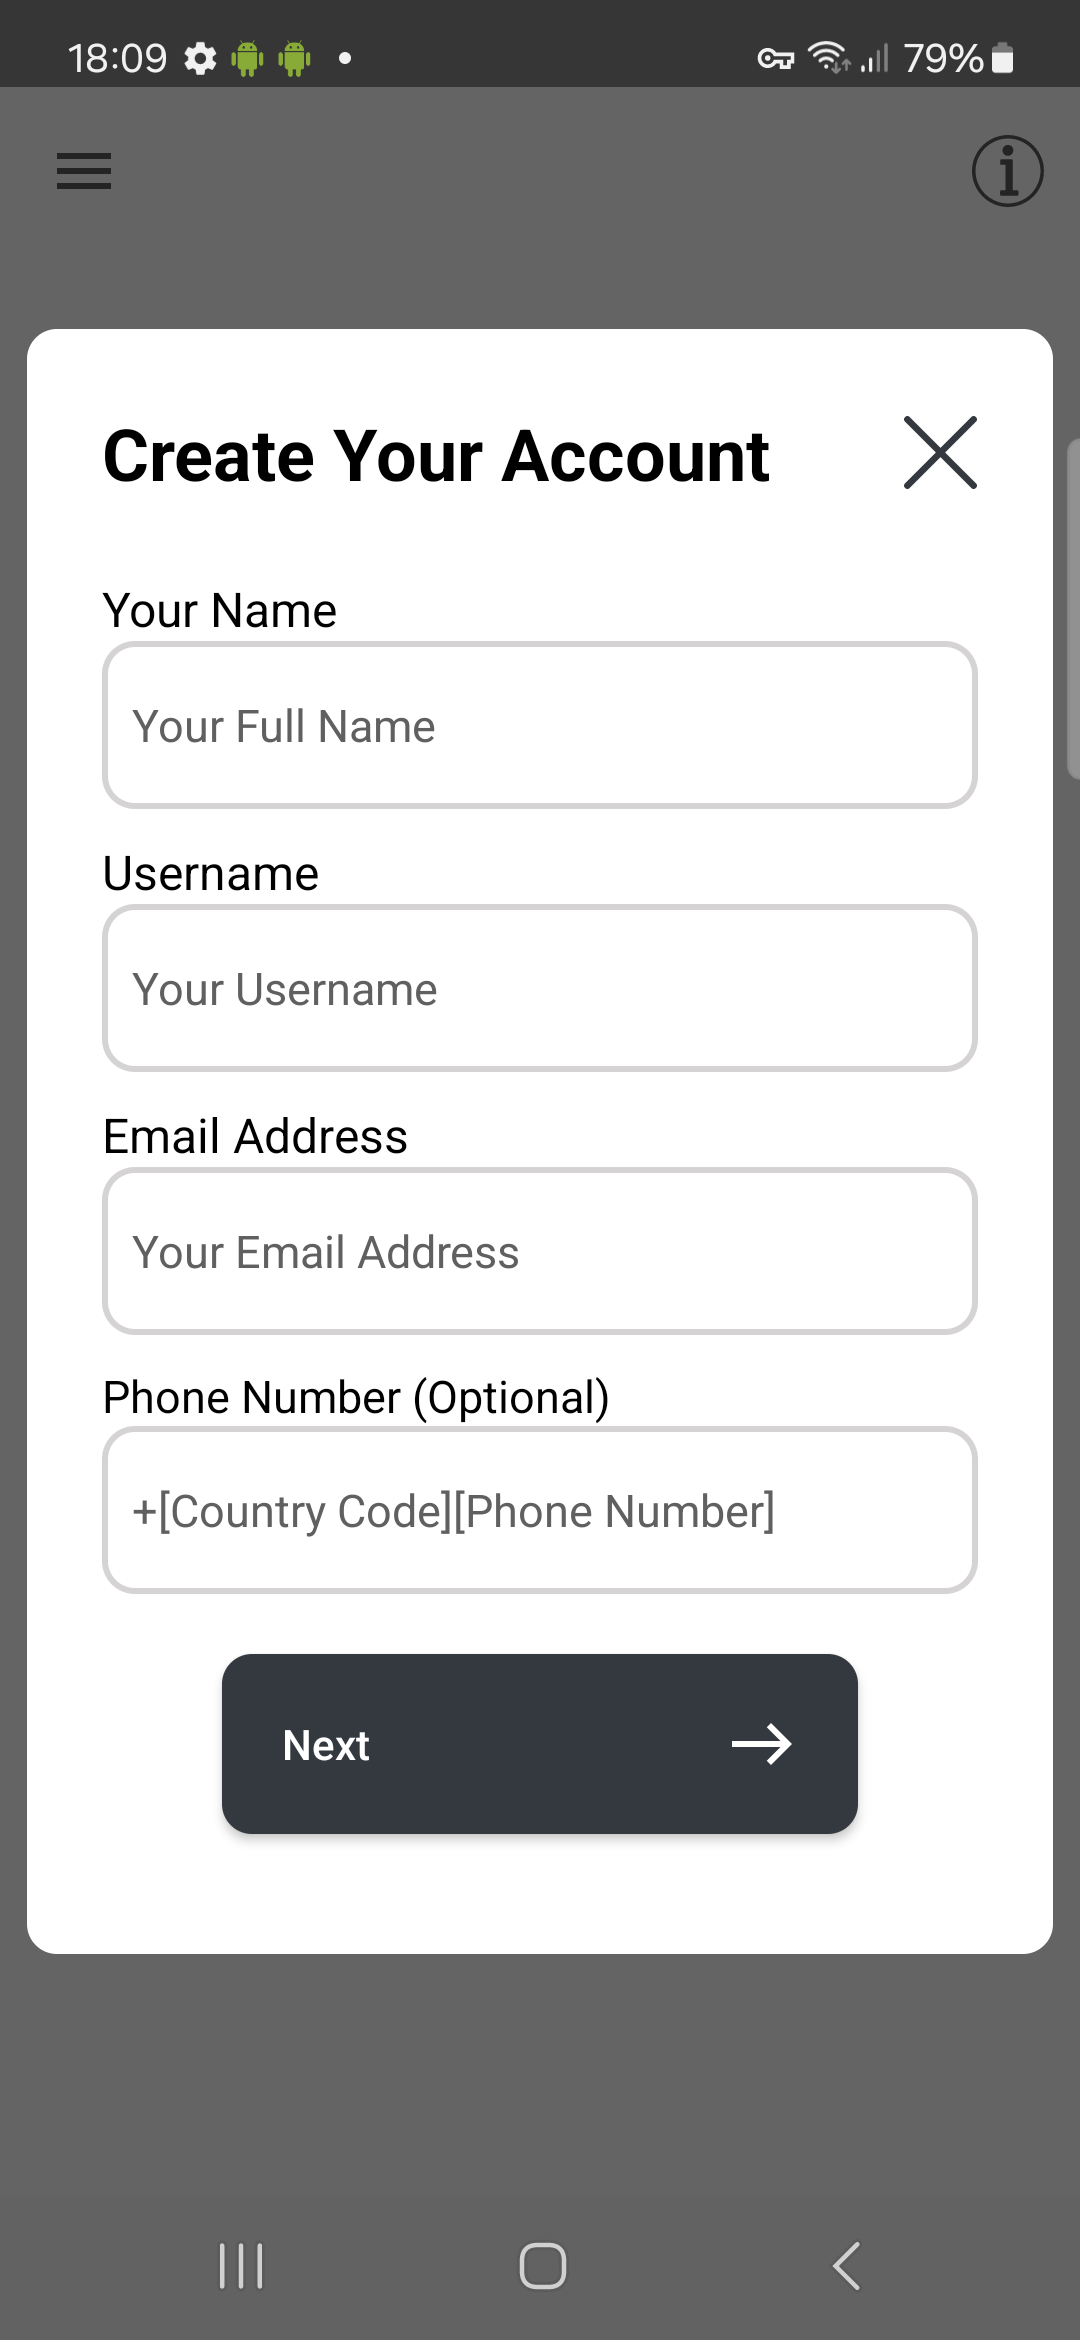 18:09 79%
Create Your Account
Your Name
Your Full Name
Username
Your Username
Email Address
Your Email Address
Phone Number (Optional)
+[Country Code][Phone Number]
Next